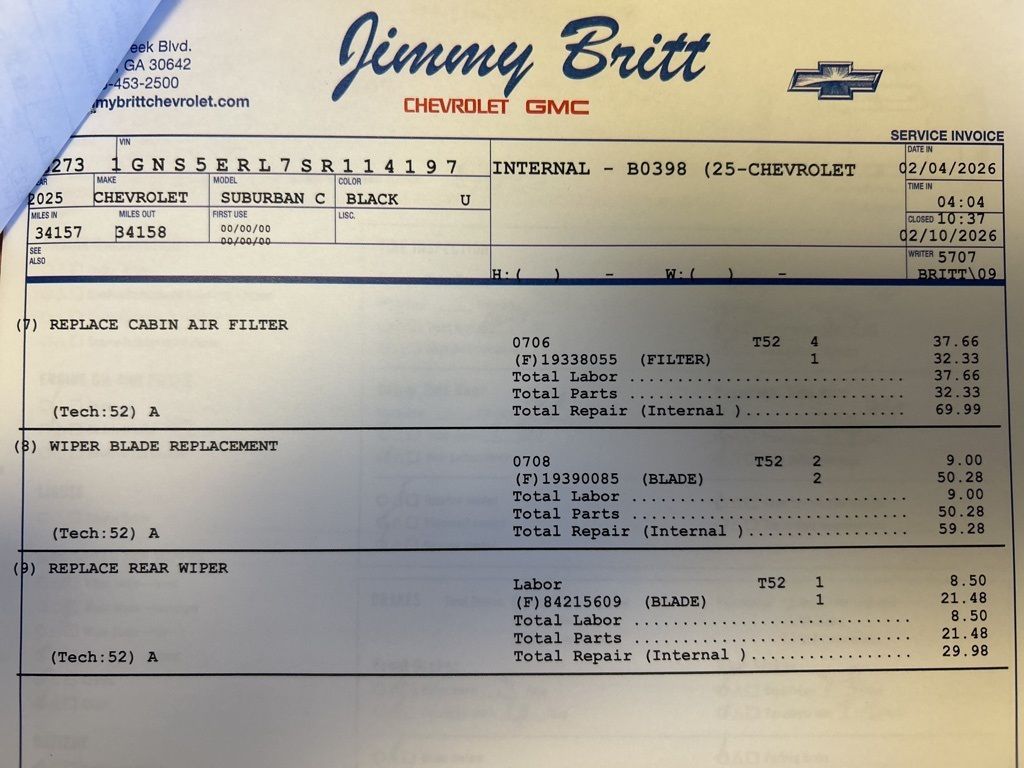 Jimmy Britt
CHEVROLET GMC
eek Blvd.
GA 30642
-453-2500
mybrittchevrolet.com
SERVICE INVOICE
VIN
273 1GNS5ERL7SR114197
INTERNAL - B0398 (25-CHEVROLET
DATE IN
02/04/2026
MAKE MODEL COLOR
2025 CHEVROLET SUBURBAN C BLACK U
TIME IN
04:04
MILES IN MILES OUT FIRST USE LISC.
34157 34158 00/00/00
00/00/00
CLOSED 10:37
02/10/2026
SEE
ALSO
WRITER 5707
H:( ) - W:( ) - BRITT\09
(7) REPLACE CABIN AIR FILTER
0706 T52 4 37.66
(F)19338055 (FILTER) 1 32.33
Total Labor .............................. 37.66
Total Parts .............................. 32.33
(Tech:52) A Total Repair (Internal )................. 69.99
(8) WIPER BLADE REPLACEMENT
0708 T52 2 9.00
(F)19390085 (BLADE) 2 50.28
Total Labor .............................. 9.00
Total Parts .............................. 50.28
(Tech:52) A Total Repair (Internal )................. 59.28
(9) REPLACE REAR WIPER
Labor T52 1 8.50
(F)84215609 (BLADE) 1 21.48
Total Labor .............................. 8.50
Total Parts .............................. 21.48
(Tech:52) A Total Repair (Internal )................. 29.98